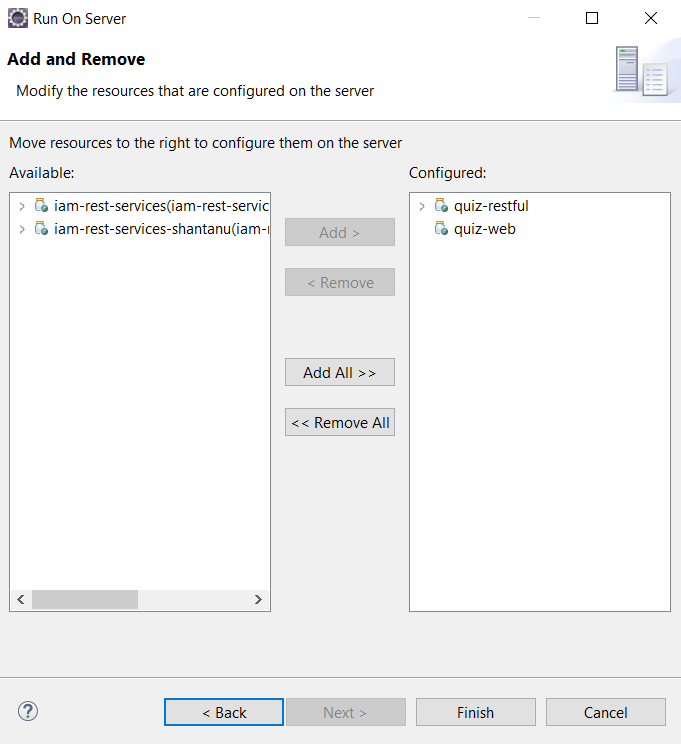 Run On Server
Add and Remove
Modify the resources that are configured on the server
Move resources to the right to configure them on the server
Available:
Configured:
iam-rest-services(iam-rest-servic
iam-rest-services-shantanu(iam-
quiz-restful
quiz-web
Add >
< Remove
Add All >>
<< Remove All
?
< Back
Next >
Finish
Cancel